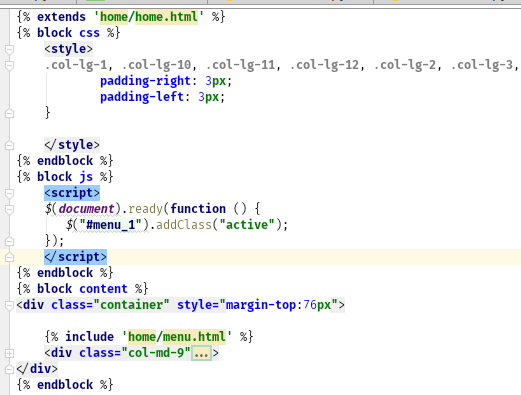 {% extends 'home/home.html' %}
{% block css %}
<style>
.col-lg-1, .col-lg-10, .col-lg-11, .col-lg-12, .col-lg-2, .col-lg-3,
padding-right: 3px;
padding-left: 3px;
}
</style>
{% endblock %}
{% block js %}
<script>
$(document).ready(function () {
$("#menu_1").addClass("active");
});
</script>
{% endblock %}
{% block content %}
<div class="container" style="margin-top:76px">
{% include 'home/menu.html' %}
<div class="col-md-9"...>
</div>
{% endblock %}